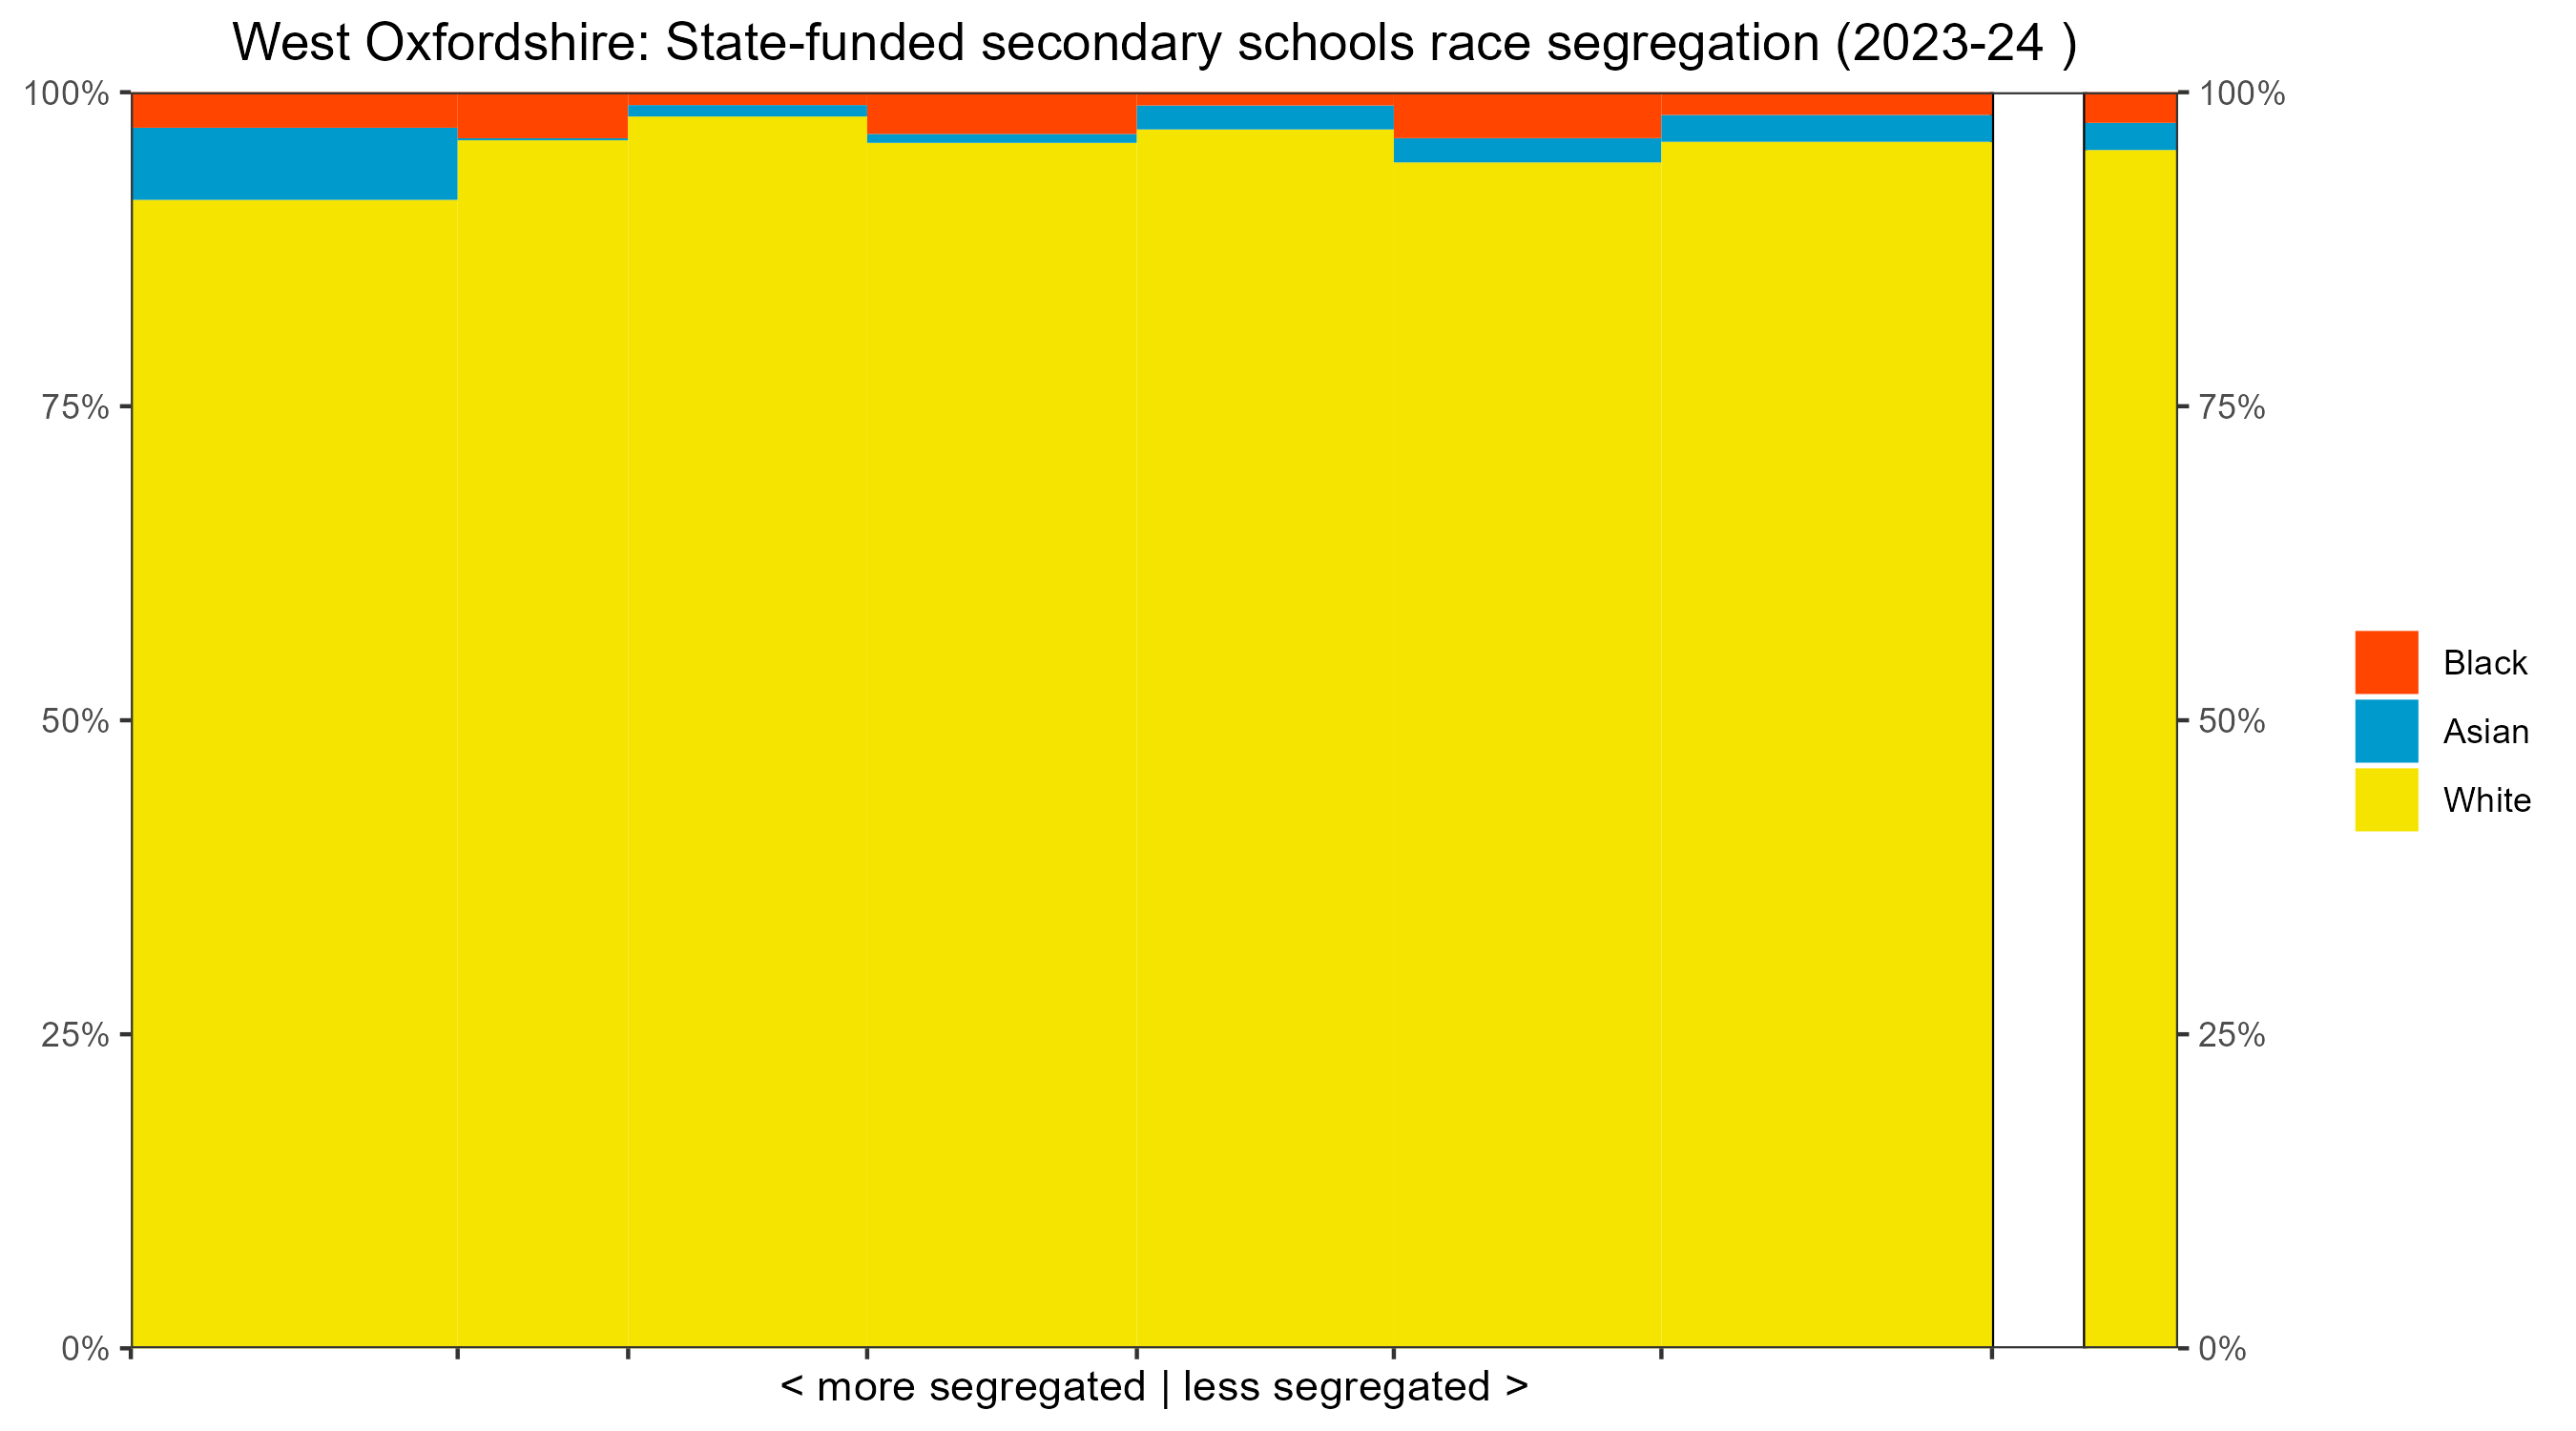 West Oxfordshire: State-funded secondary schools race segregation (2023-24 )
100%
75%
50%
25%
0%
100%
75%
50%
25%
0%
Black
Asian
White
< more segregated | less segregated >